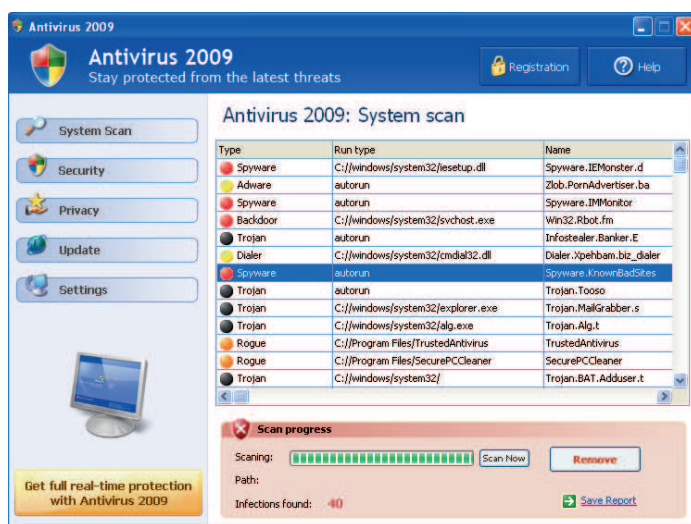 Antivirus 2009
Antivirus 2009
Stay protected from the latest threats
Registration
Help
System Scan
Security
Privacy
Update
Settings
Get full real-time protection
with Antivirus 2009
Antivirus 2009: System scan
Type Run type Name
Spyware C://windows/system32/iesetup.dll Spyware.IEMonster.d
Adware autorun Zlob.PornAdvertiser.ba
Spyware autorun Spyware.IMMonitor
Backdoor C://windows/system32/svchost.exe Win32.Rbot.fm
Trojan autorun Infostealer.Banker.E
Dialer C://windows/system32/cmdial32.dll Dialer.Xpehbam.biz_dialer
Spyware autorun Spyware.KnownBadSites
Trojan autorun Trojan.Tooso
Trojan C://windows/system32/explorer.exe Trojan.MailGrabber.s
Trojan C://windows/system32/alg.exe Trojan.Alg.t
Rogue C://Program Files/TrustedAntivirus TrustedAntivirus
Rogue C://Program Files/SecurePCCleaner SecurePCCleaner
Trojan C://windows/system32/ Trojan.BAT.Adduser.t
Scan progress
Scaning: Scan Now Remove
Path:
Infections found: 40 Save Report